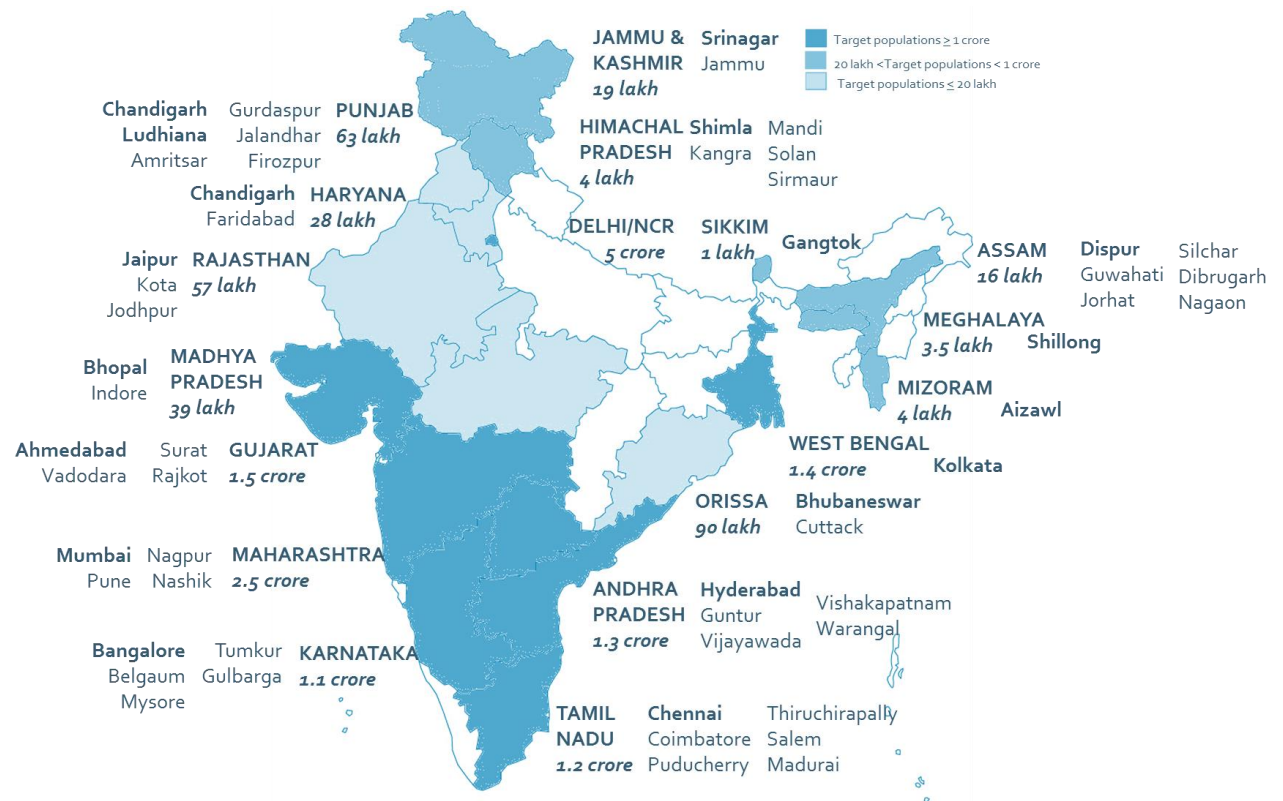 Target populations ≥ 1 crore
20 lakh <Target populations < 1 crore
Target populations ≤ 20 lakh
JAMMU & KASHMIR
19 lakh
Srinagar
Jammu
Chandigarh
Ludhiana
Amritsar
Gurdaspur
Jalandhar
Firozpur
PUNJAB
63 lakh
HIMACHAL PRADESH
4 lakh
Shimla
Kangra
Mandi
Solan
Sirmaur
Chandigarh
Faridabad
HARYANA
28 lakh
DELHI/NCR
5 crore
SIKKIM
1 lakh
Gangtok
ASSAM
16 lakh
Dispur
Guwahati
Jorhat
Silchar
Dibrugarh
Nagaon
Jaipur
Kota
Jodhpur
RAJASTHAN
57 lakh
MEGHALAYA
3.5 lakh
Shillong
Bhopal
Indore
MADHYA PRADESH
39 lakh
MIZORAM
4 lakh
Aizawl
Ahmedabad
Vadodara
Surat
Rajkot
GUJARAT
1.5 crore
WEST BENGAL
1.4 crore
Kolkata
ORISSA
90 lakh
Bhubaneswar
Cuttack
Mumbai
Pune
Nagpur
Nashik
MAHARASHTRA
2.5 crore
ANDHRA PRADESH
1.3 crore
Hyderabad
Guntur
Vijayawada
Vishakapatnam
Warangal
Bangalore
Belgaum
Mysore
Tumkur
Gulbarga
KARNATAKA
1.1 crore
TAMIL NADU
1.2 crore
Chennai
Coimbatore
Puducherry
Thiruchirapally
Salem
Madurai